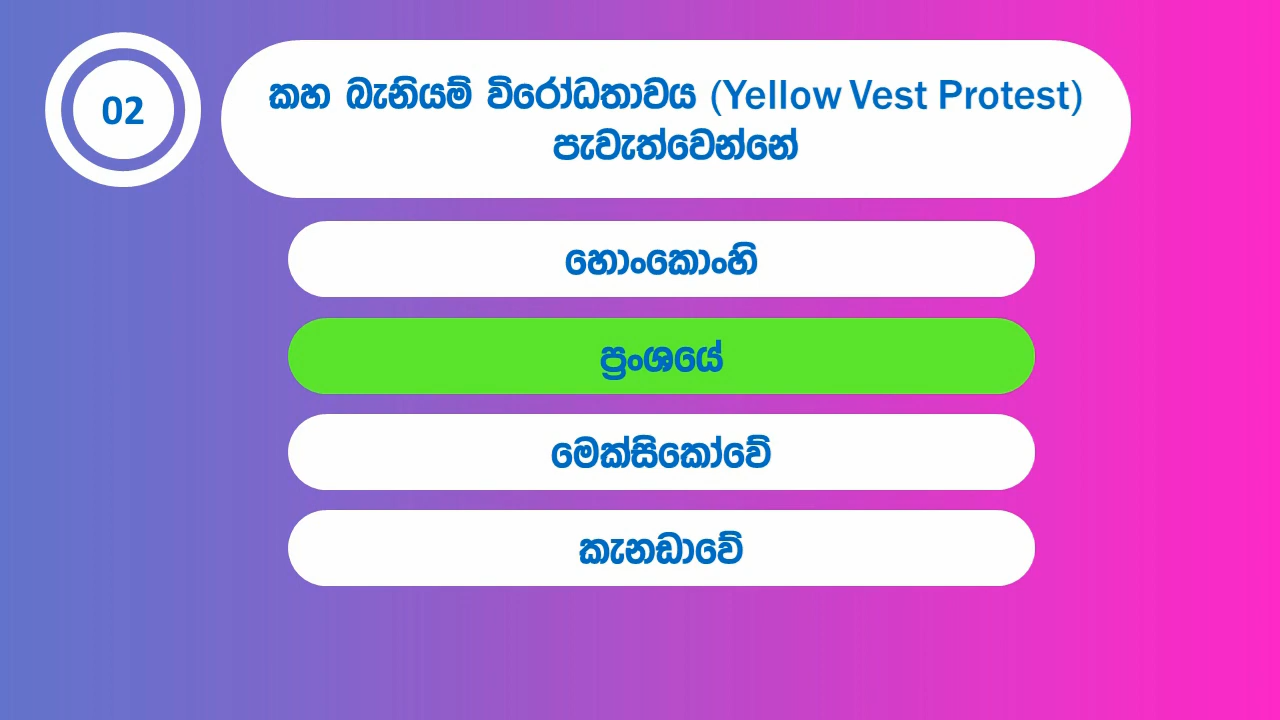 02
කහ බැනියම් විරෝධතාවය (Yellow Vest Protest)
පැවැත්වෙන්නේ
හොංකොංහි
ප්‍රංශයේ
මෙක්සිකෝවේ
කැනඩාවේ